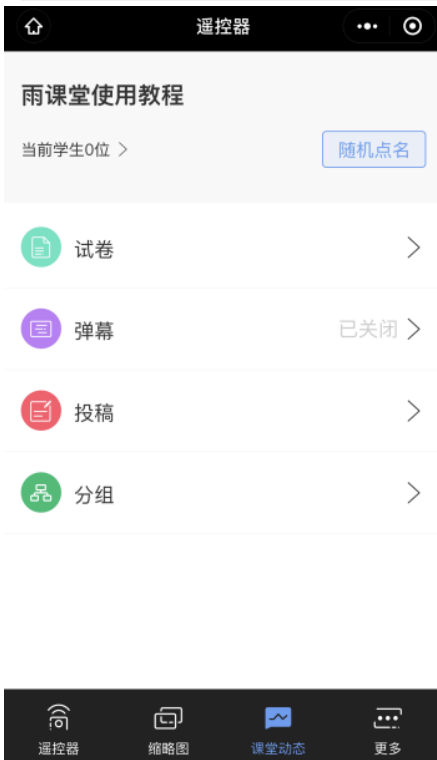 遥控器
雨课堂使用教程
当前学生0位
随机点名
试卷
弹幕 已关闭
投稿
分组
遥控器 缩略图 课堂动态 更多